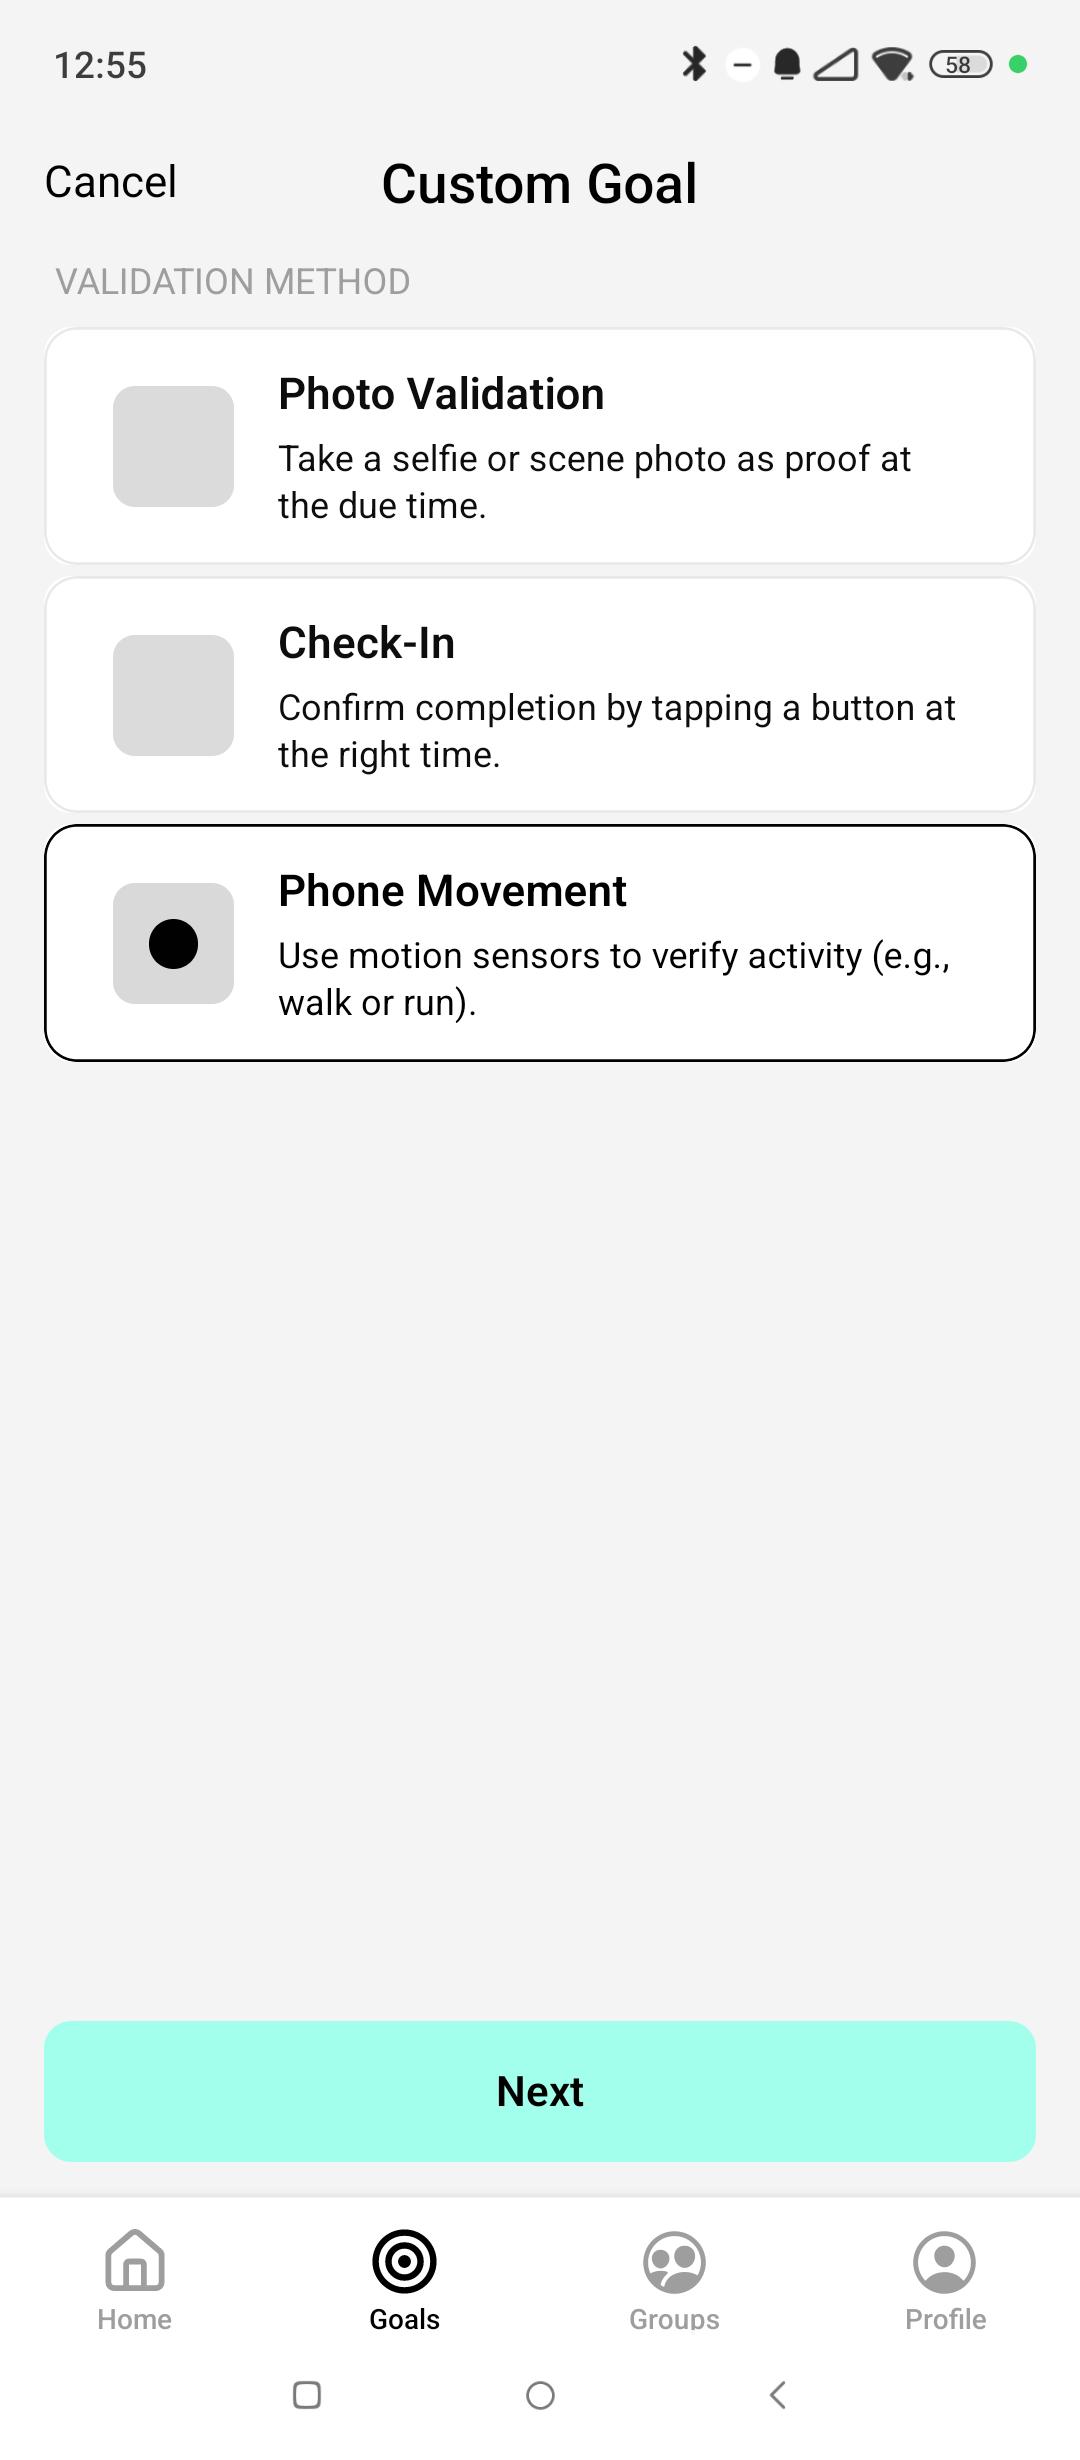 12:55
58
Cancel
Custom Goal
VALIDATION METHOD
Photo Validation
Take a selfie or scene photo as proof at
the due time.
Check-In
Confirm completion by tapping a button at
the right time.
Phone Movement
Use motion sensors to verify activity (e.g.,
walk or run).
Next
Home
Goals
Groups
Profile